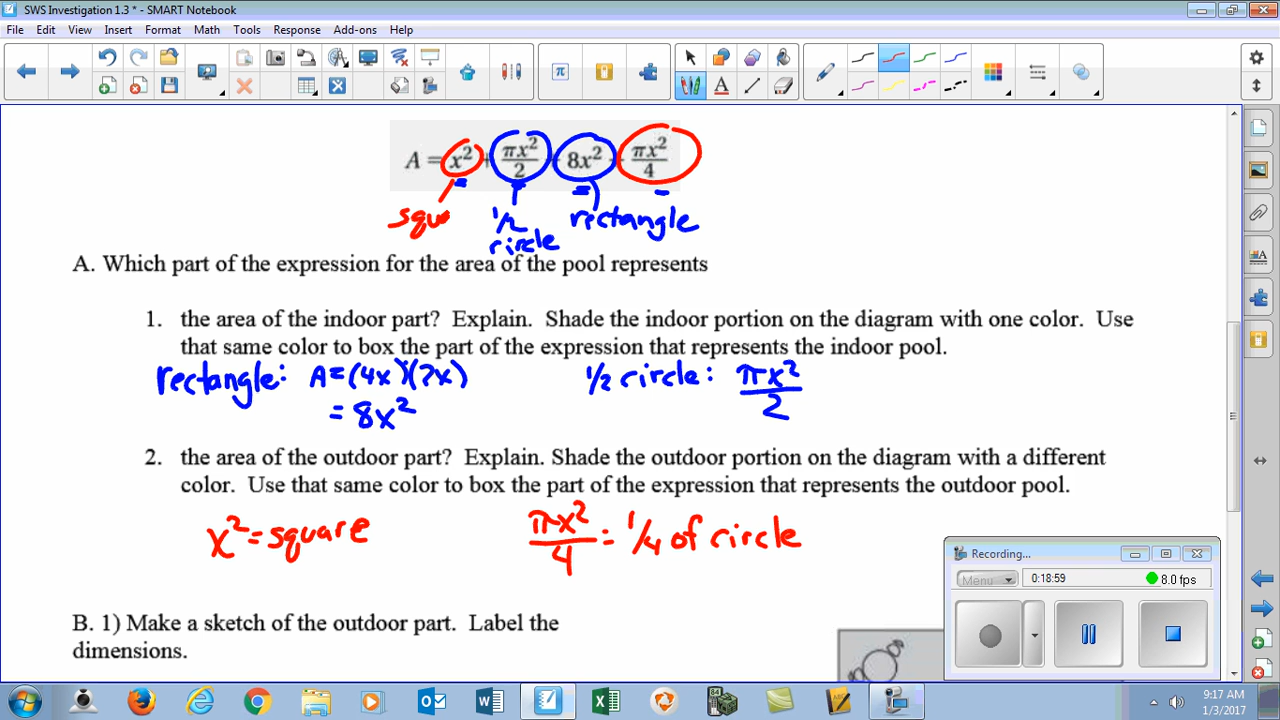 SWS Investigation 1.3 * - SMART Notebook
File Edit View Insert Format Math Tools Response Add-ons Help
A = x² + πx²/2 + 8x² + πx²/4
squ
1/2 circle
rectangle
A. Which part of the expression for the area of the pool represents
1. the area of the indoor part? Explain. Shade the indoor portion on the diagram with one color. Use
that same color to box the part of the expression that represents the indoor pool.
rectangle: A=(4x)(2x) 1/2 circle: πx²/2
= 8x²
2. the area of the outdoor part? Explain. Shade the outdoor portion on the diagram with a different
color. Use that same color to box the part of the expression that represents the outdoor pool.
x² = square πx²/4 = 1/4 of circle
Recording...
Menu 0:18:59 8.0 fps
B. 1) Make a sketch of the outdoor part. Label the
dimensions.
9:17 AM
1/3/2017